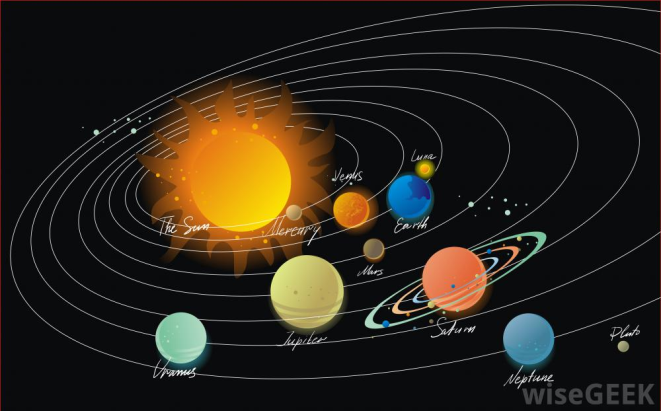 Luna
Venus
The Sun
Mercury
Earth
Mars
Jupiter
Saturn
Uranus
Neptune
Pluto
wiseGEEK